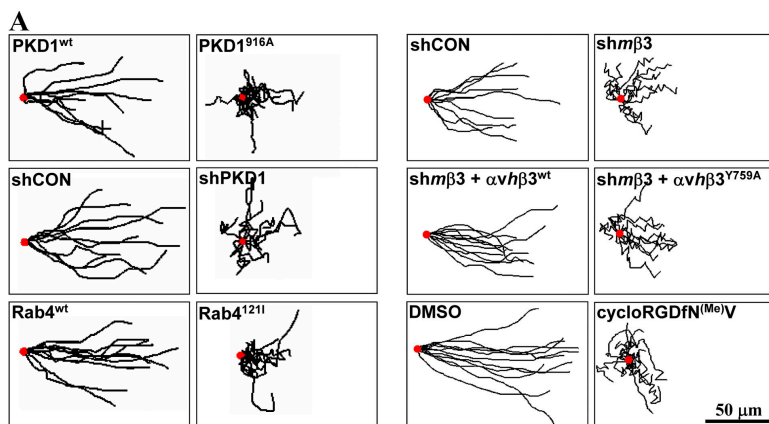 A
PKD1wt PKD1916A shCON shmβ3
shCON shPKD1 shmβ3 + αvhβ3wt shmβ3 + αvhβ3Y759A
Rab4wt Rab4121I DMSO cycloRGDfN(Me)V
50 μm